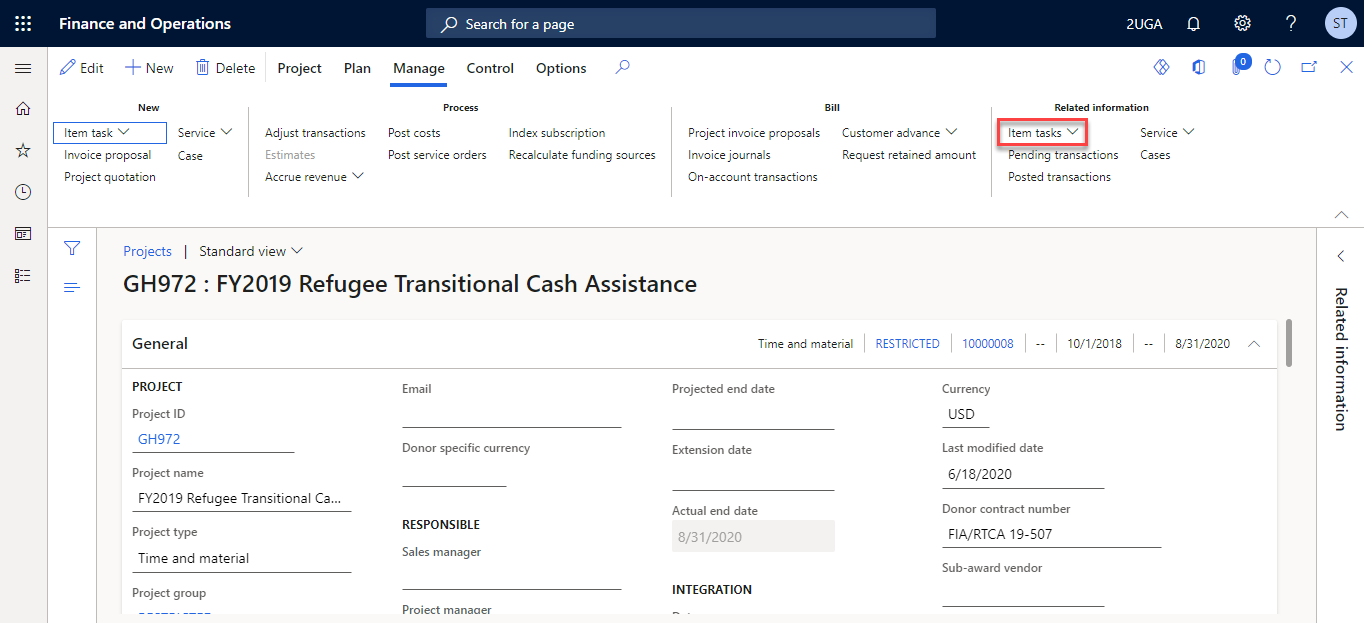 Finance and Operations
Search for a page
2UGA
?
ST
Edit
New
Delete
Project
Plan
Manage
Control
Options
0
New
Process
Bill
Related information
Item task
Service
Adjust transactions
Post costs
Index subscription
Project invoice proposals
Customer advance
Item tasks
Service
Invoice proposal
Case
Estimates
Post service orders
Recalculate funding sources
Invoice journals
Request retained amount
Pending transactions
Cases
Project quotation
Accrue revenue
On-account transactions
Posted transactions
Projects | Standard view
GH972 : FY2019 Refugee Transitional Cash Assistance
Related information
General
Time and material
RESTRICTED
10000008
--
10/1/2018
--
8/31/2020
PROJECT
Project ID
GH972
Project name
FY2019 Refugee Transitional Ca...
Project type
Time and material
Project group
Email
Donor specific currency
RESPONSIBLE
Sales manager
Project manager
Projected end date
Extension date
Actual end date
8/31/2020
INTEGRATION
Currency
USD
Last modified date
6/18/2020
Donor contract number
FIA/RTCA 19-507
Sub-award vendor